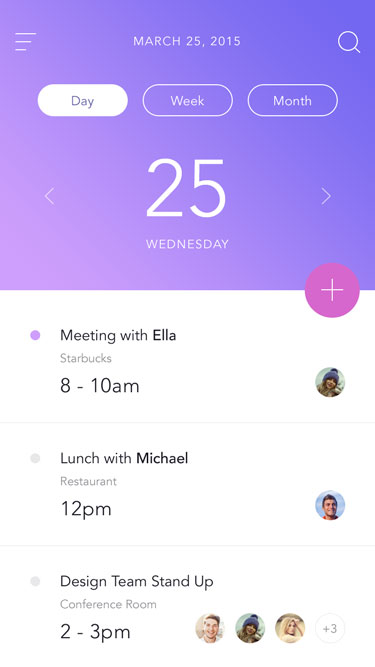 MARCH 25, 2015
Day Week Month
25
WEDNESDAY
Meeting with Ella
Starbucks
8 - 10am
Lunch with Michael
Restaurant
12pm
Design Team Stand Up
Conference Room
2 - 3pm +3